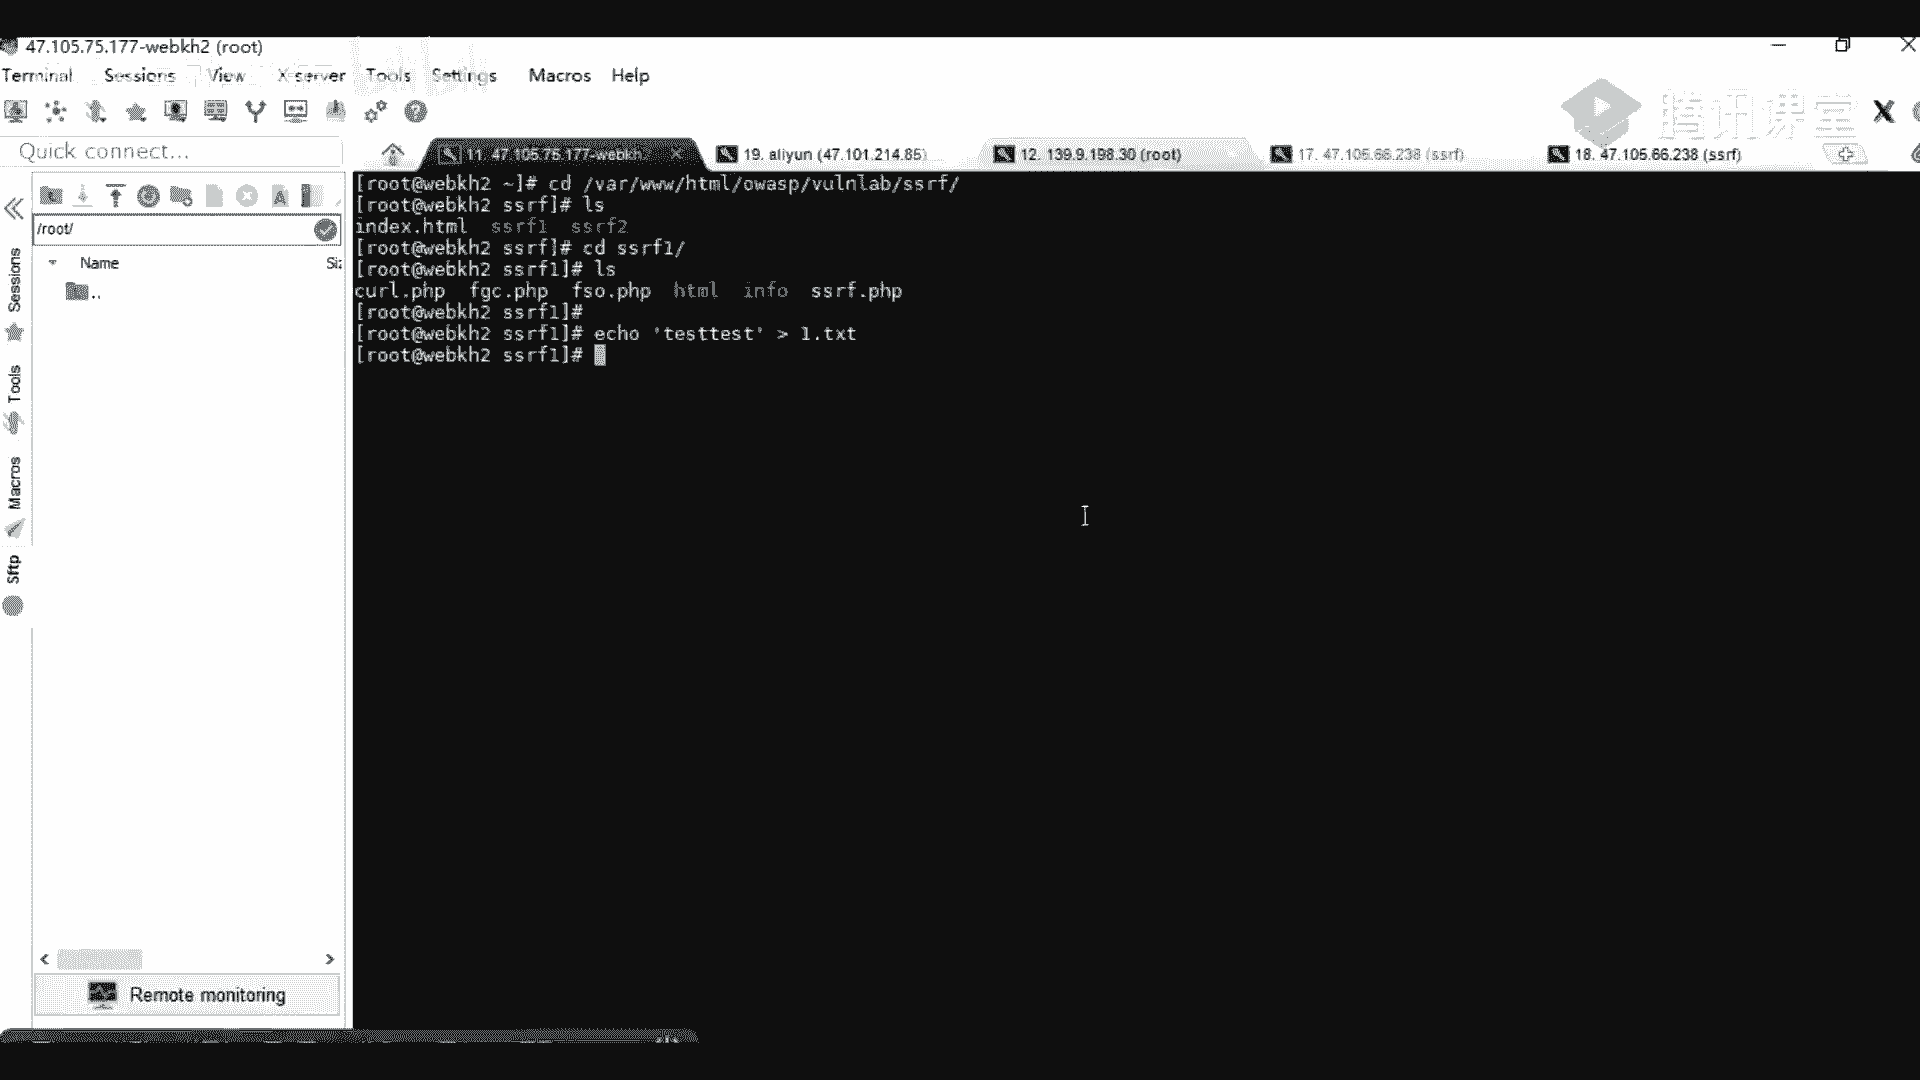 47.105.75.177-webkh2 (root)
Terminal Sessions View X server Tools Settings Macros Help
腾讯课堂
Quick connect...
11. 47.105.75.177-webkh
19. aliyun (47.101.214.85)
12. 139.9.198.30 (root)
17. 47.105.66.238 (ssrf)
18. 47.105.66.238 (ssrf)
/root/
Name
..
Sessions
Tools
Macros
Sftp
Remote monitoring
[root@webkh2 ~]# cd /var/www/html/owasp/vulnlab/ssrf/
[root@webkh2 ssrf]# ls
index.html ssrf1 ssrf2
[root@webkh2 ssrf]# cd ssrf1/
[root@webkh2 ssrf1]# ls
curl.php fgc.php fso.php html info ssrf.php
[root@webkh2 ssrf1]#
[root@webkh2 ssrf1]# echo 'testtest' > 1.txt
[root@webkh2 ssrf1]#